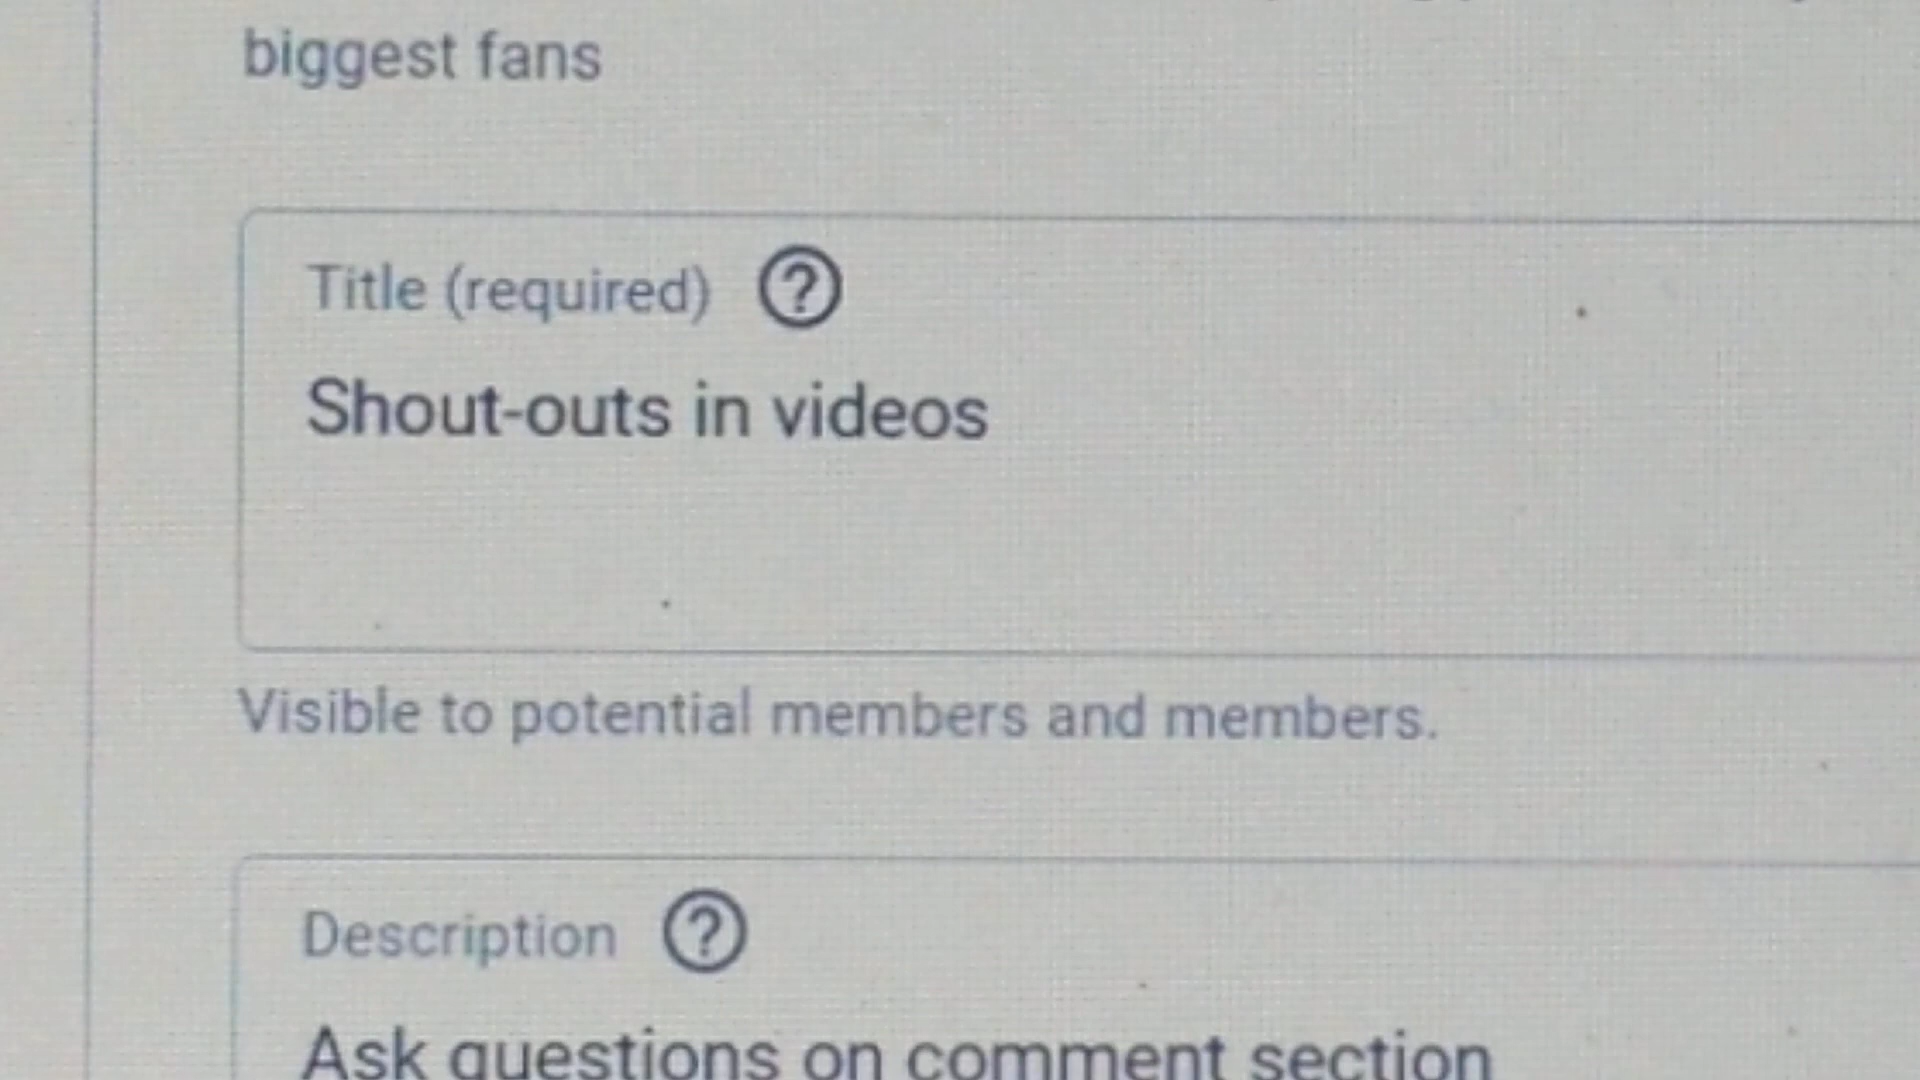 biggest fans
Title (required)
Shout-outs in videos
Visible to potential members and members.
Description
Ask questions on comment section